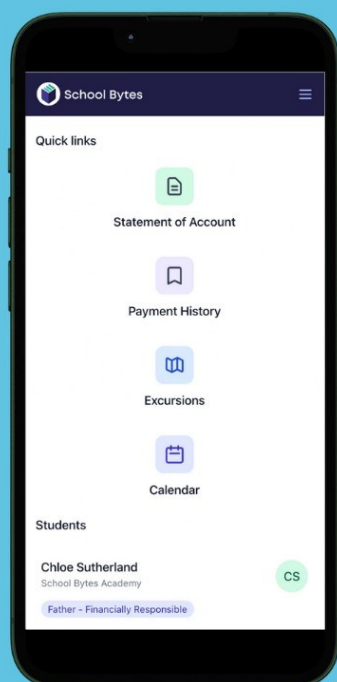 School Bytes
Quick links
Statement of Account
Payment History
Excursions
Calendar
Students
Chloe Sutherland
School Bytes Academy
CS
Father - Financially Responsible